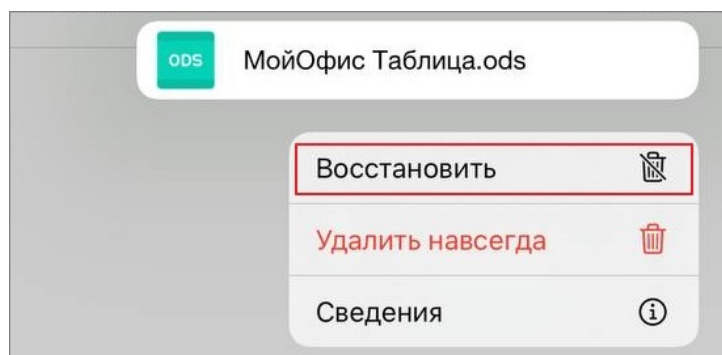 ODS МойОфис Таблица.ods
Восстановить
Удалить навсегда
Сведения